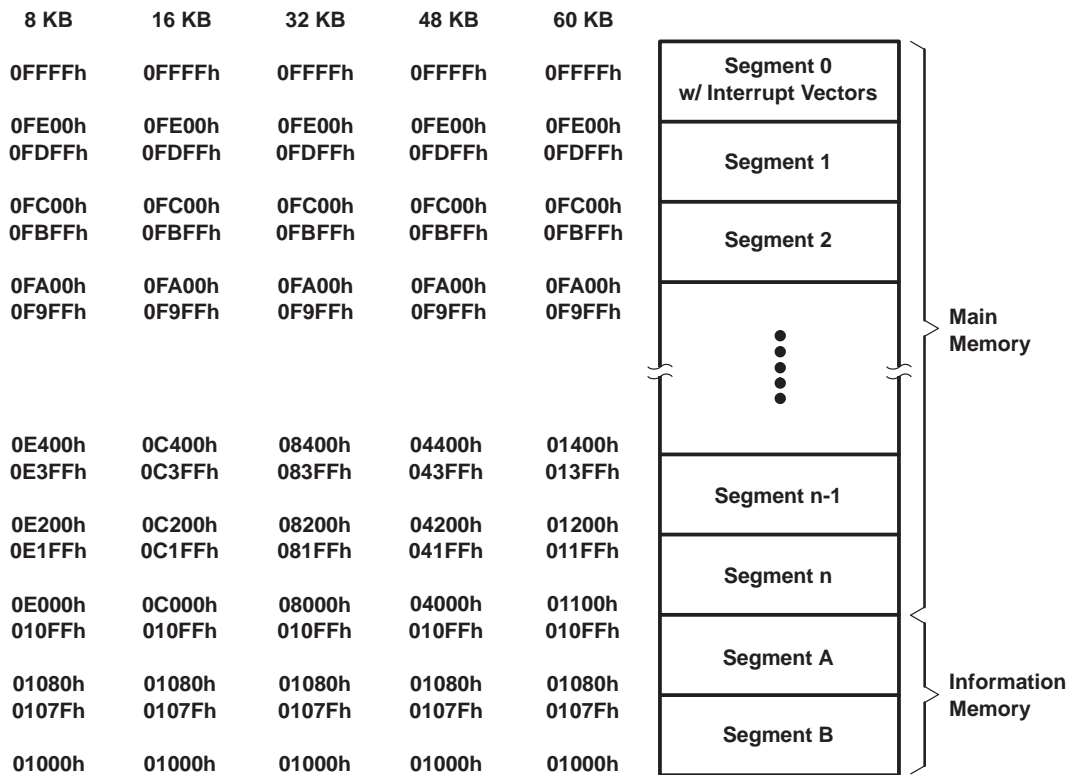 8 KB 16 KB 32 KB 48 KB 60 KB
0FFFFh 0FFFFh 0FFFFh 0FFFFh 0FFFFh
Segment 0
w/ Interrupt Vectors
0FE00h 0FE00h 0FE00h 0FE00h 0FE00h
0FDFFh 0FDFFh 0FDFFh 0FDFFh 0FDFFh
Segment 1
0FC00h 0FC00h 0FC00h 0FC00h 0FC00h
0FBFFh 0FBFFh 0FBFFh 0FBFFh 0FBFFh
Segment 2
0FA00h 0FA00h 0FA00h 0FA00h 0FA00h
0F9FFh 0F9FFh 0F9FFh 0F9FFh 0F9FFh
Main
Memory
0E400h 0C400h 08400h 04400h 01400h
0E3FFh 0C3FFh 083FFh 043FFh 013FFh
Segment n-1
0E200h 0C200h 08200h 04200h 01200h
0E1FFh 0C1FFh 081FFh 041FFh 011FFh
Segment n
0E000h 0C000h 08000h 04000h 01100h
010FFh 010FFh 010FFh 010FFh 010FFh
Segment A
01080h 01080h 01080h 01080h 01080h
0107Fh 0107Fh 0107Fh 0107Fh 0107Fh
Information
Memory
Segment B
01000h 01000h 01000h 01000h 01000h